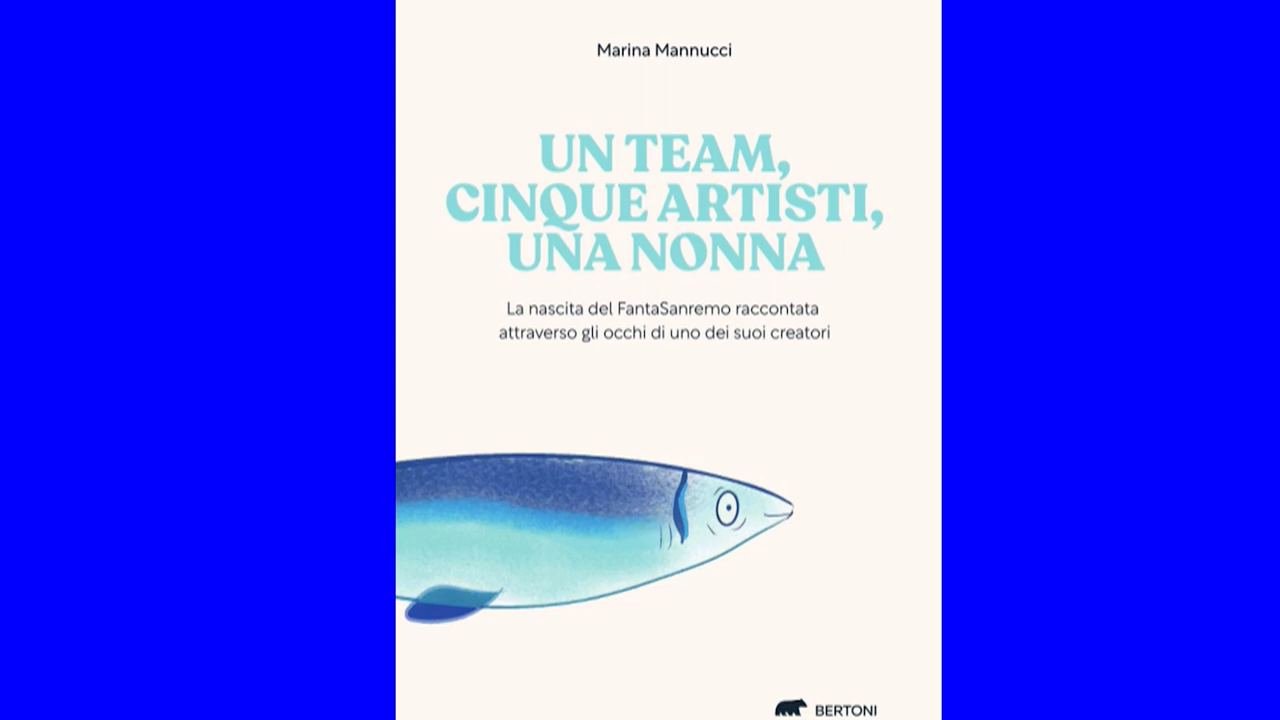 Marina Mannucci
UN TEAM,
CINQUE ARTISTI,
UNA NONNA
La nascita del FantaSanremo raccontata
attraverso gli occhi di uno dei suoi creatori
BERTONI